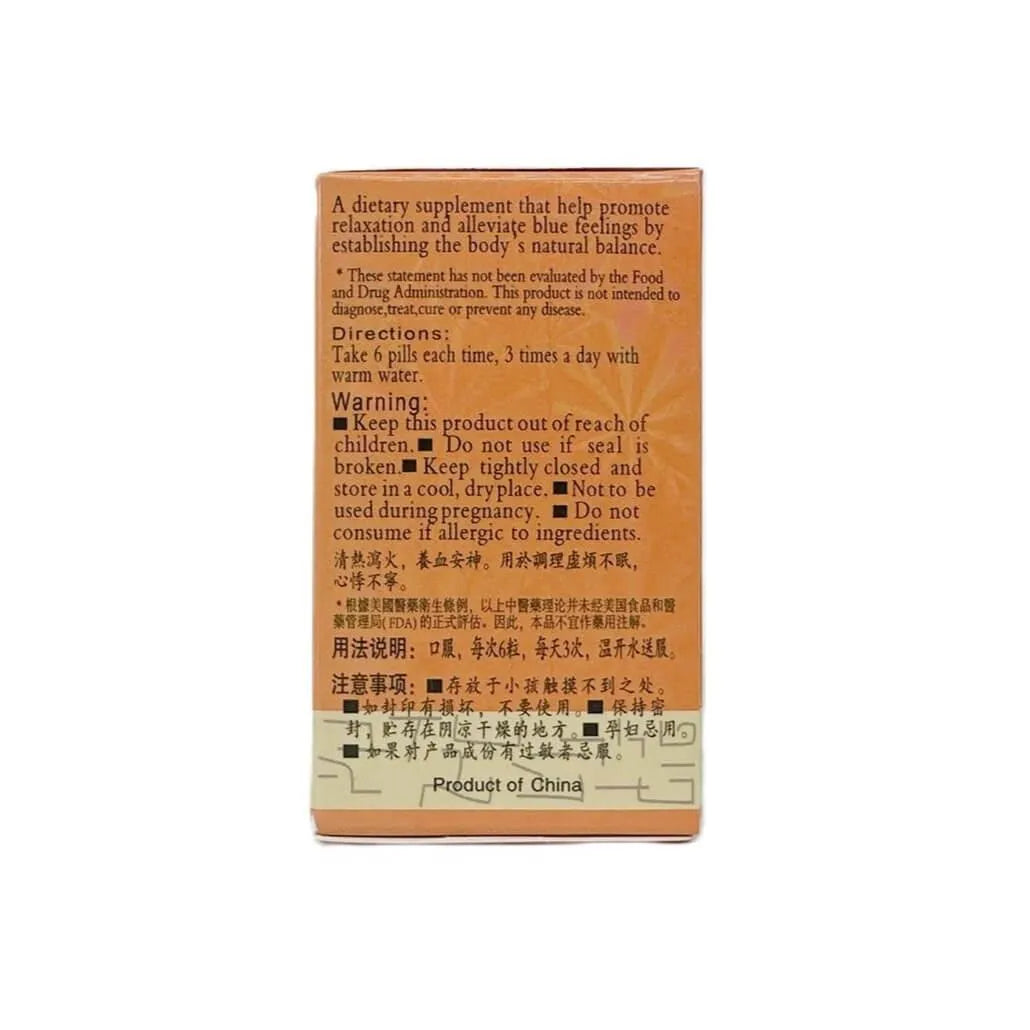 A dietary supplement that help promote
relaxation and alleviate blue feelings by
establishing the body's natural balance.
* These statement has not been evaluated by the Food
and Drug Administration. This product is not intended to
diagnose,treat,cure or prevent any disease.
Directions:
Take 6 pills each time, 3 times a day with
warm water.
Warning:
■ Keep this product out of reach of
children.■ Do not use if seal is
broken.■ Keep tightly closed and
store in a cool, dry place. ■ Not to be
used during pregnancy. ■ Do not
consume if allergic to ingredients.
清熱瀉火，養血安神。用於調理虛煩不眠，
心悸不寧。
*根據美國醫藥衛生條例，以上中醫藥理论并未经美国食品和醫
藥管理局( FDA) 的正式評估。因此，本品不宜作藥用注解。
用法说明：口服，每次6粒，每天3次，温开水送服。
注意事项：■存放于小孩触摸不到之处。
■如封印有损坏，不要使用。■ 保持密
封，贮存在阴凉干燥的地方。■孕妇忌用。
■如果对产品成份有过敏者忌服。
Product of China